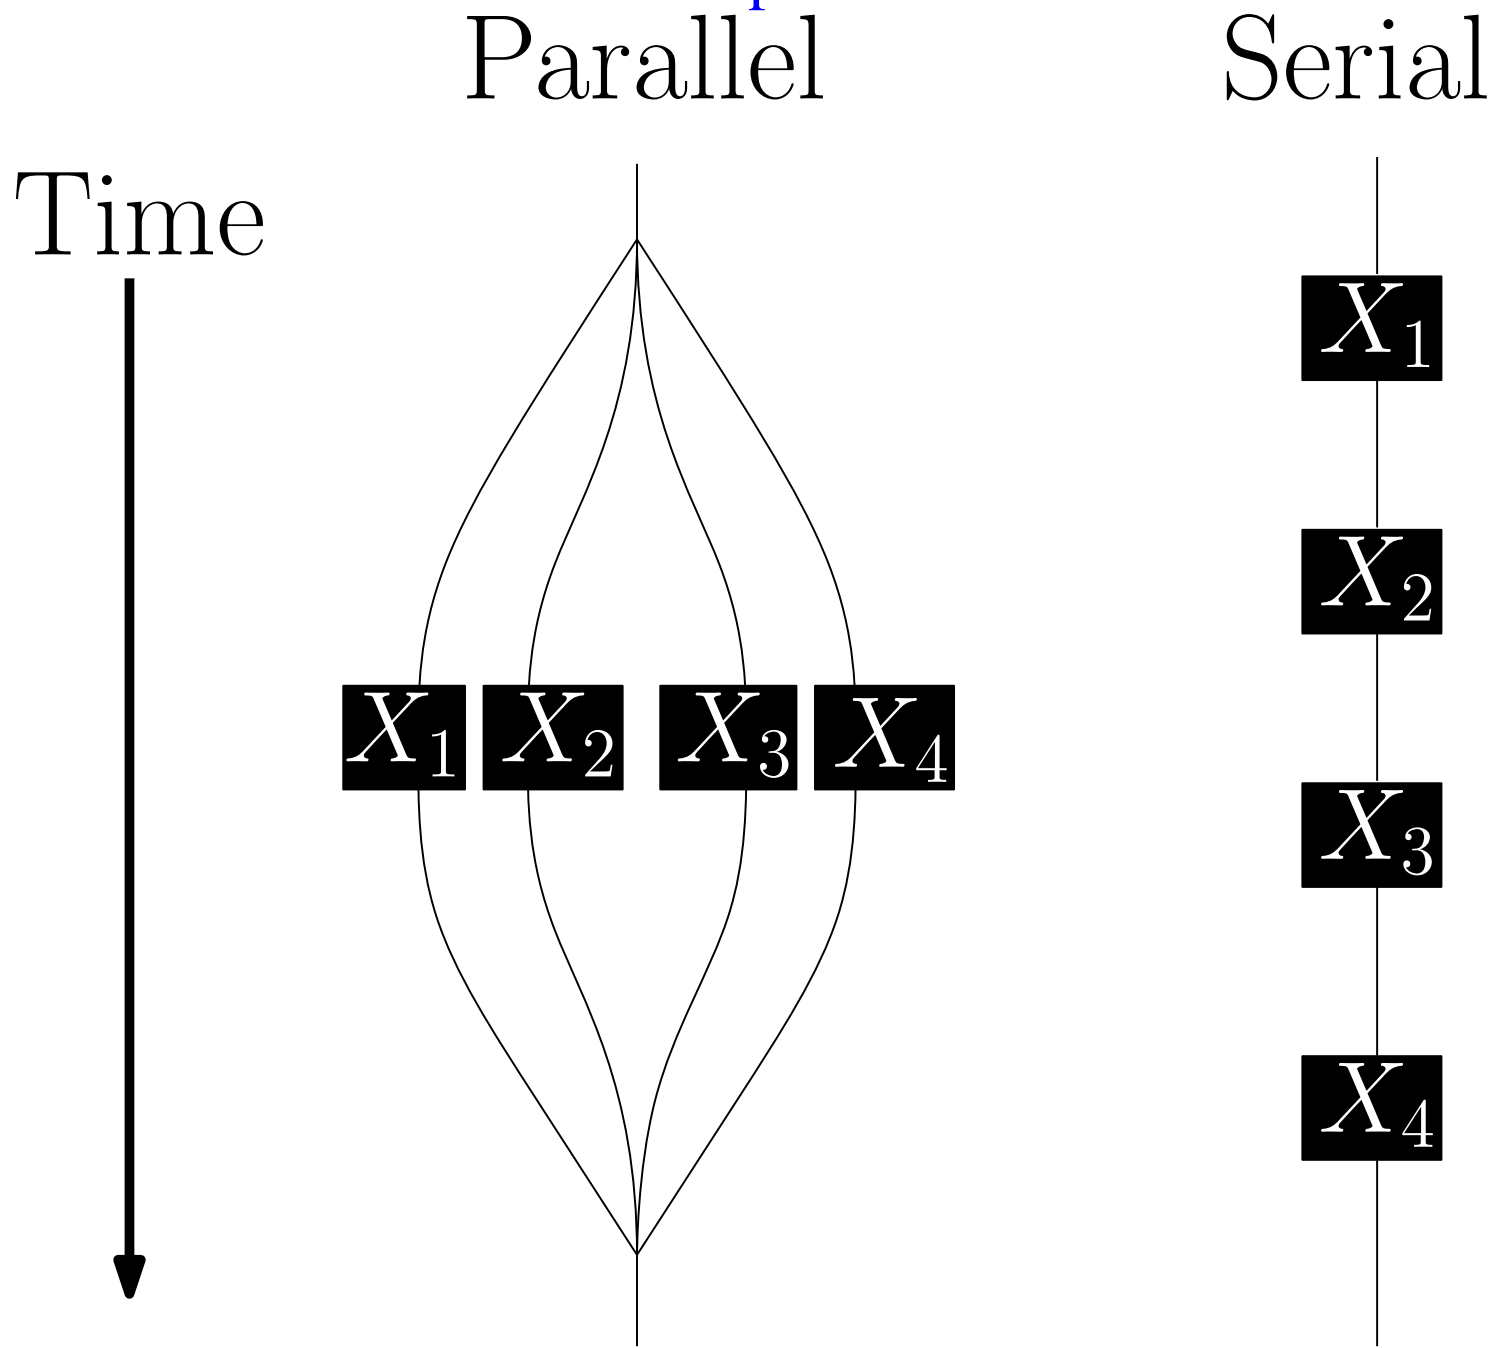 Parallel
Serial
Time
X₁ X₂ X₃ X₄
X₁
X₂
X₃
X₄